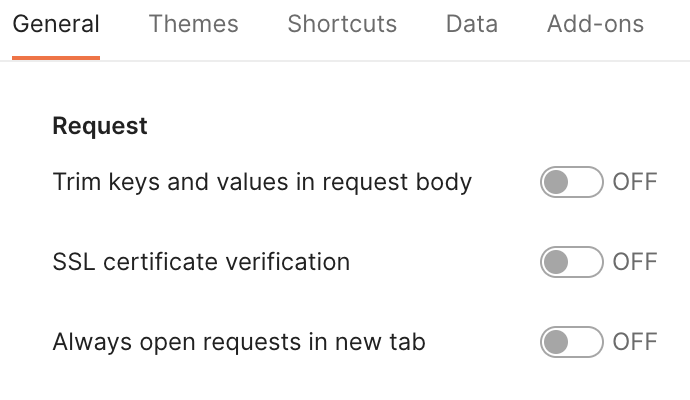 General Themes Shortcuts Data Add-ons
Request
Trim keys and values in request body OFF
SSL certificate verification OFF
Always open requests in new tab OFF